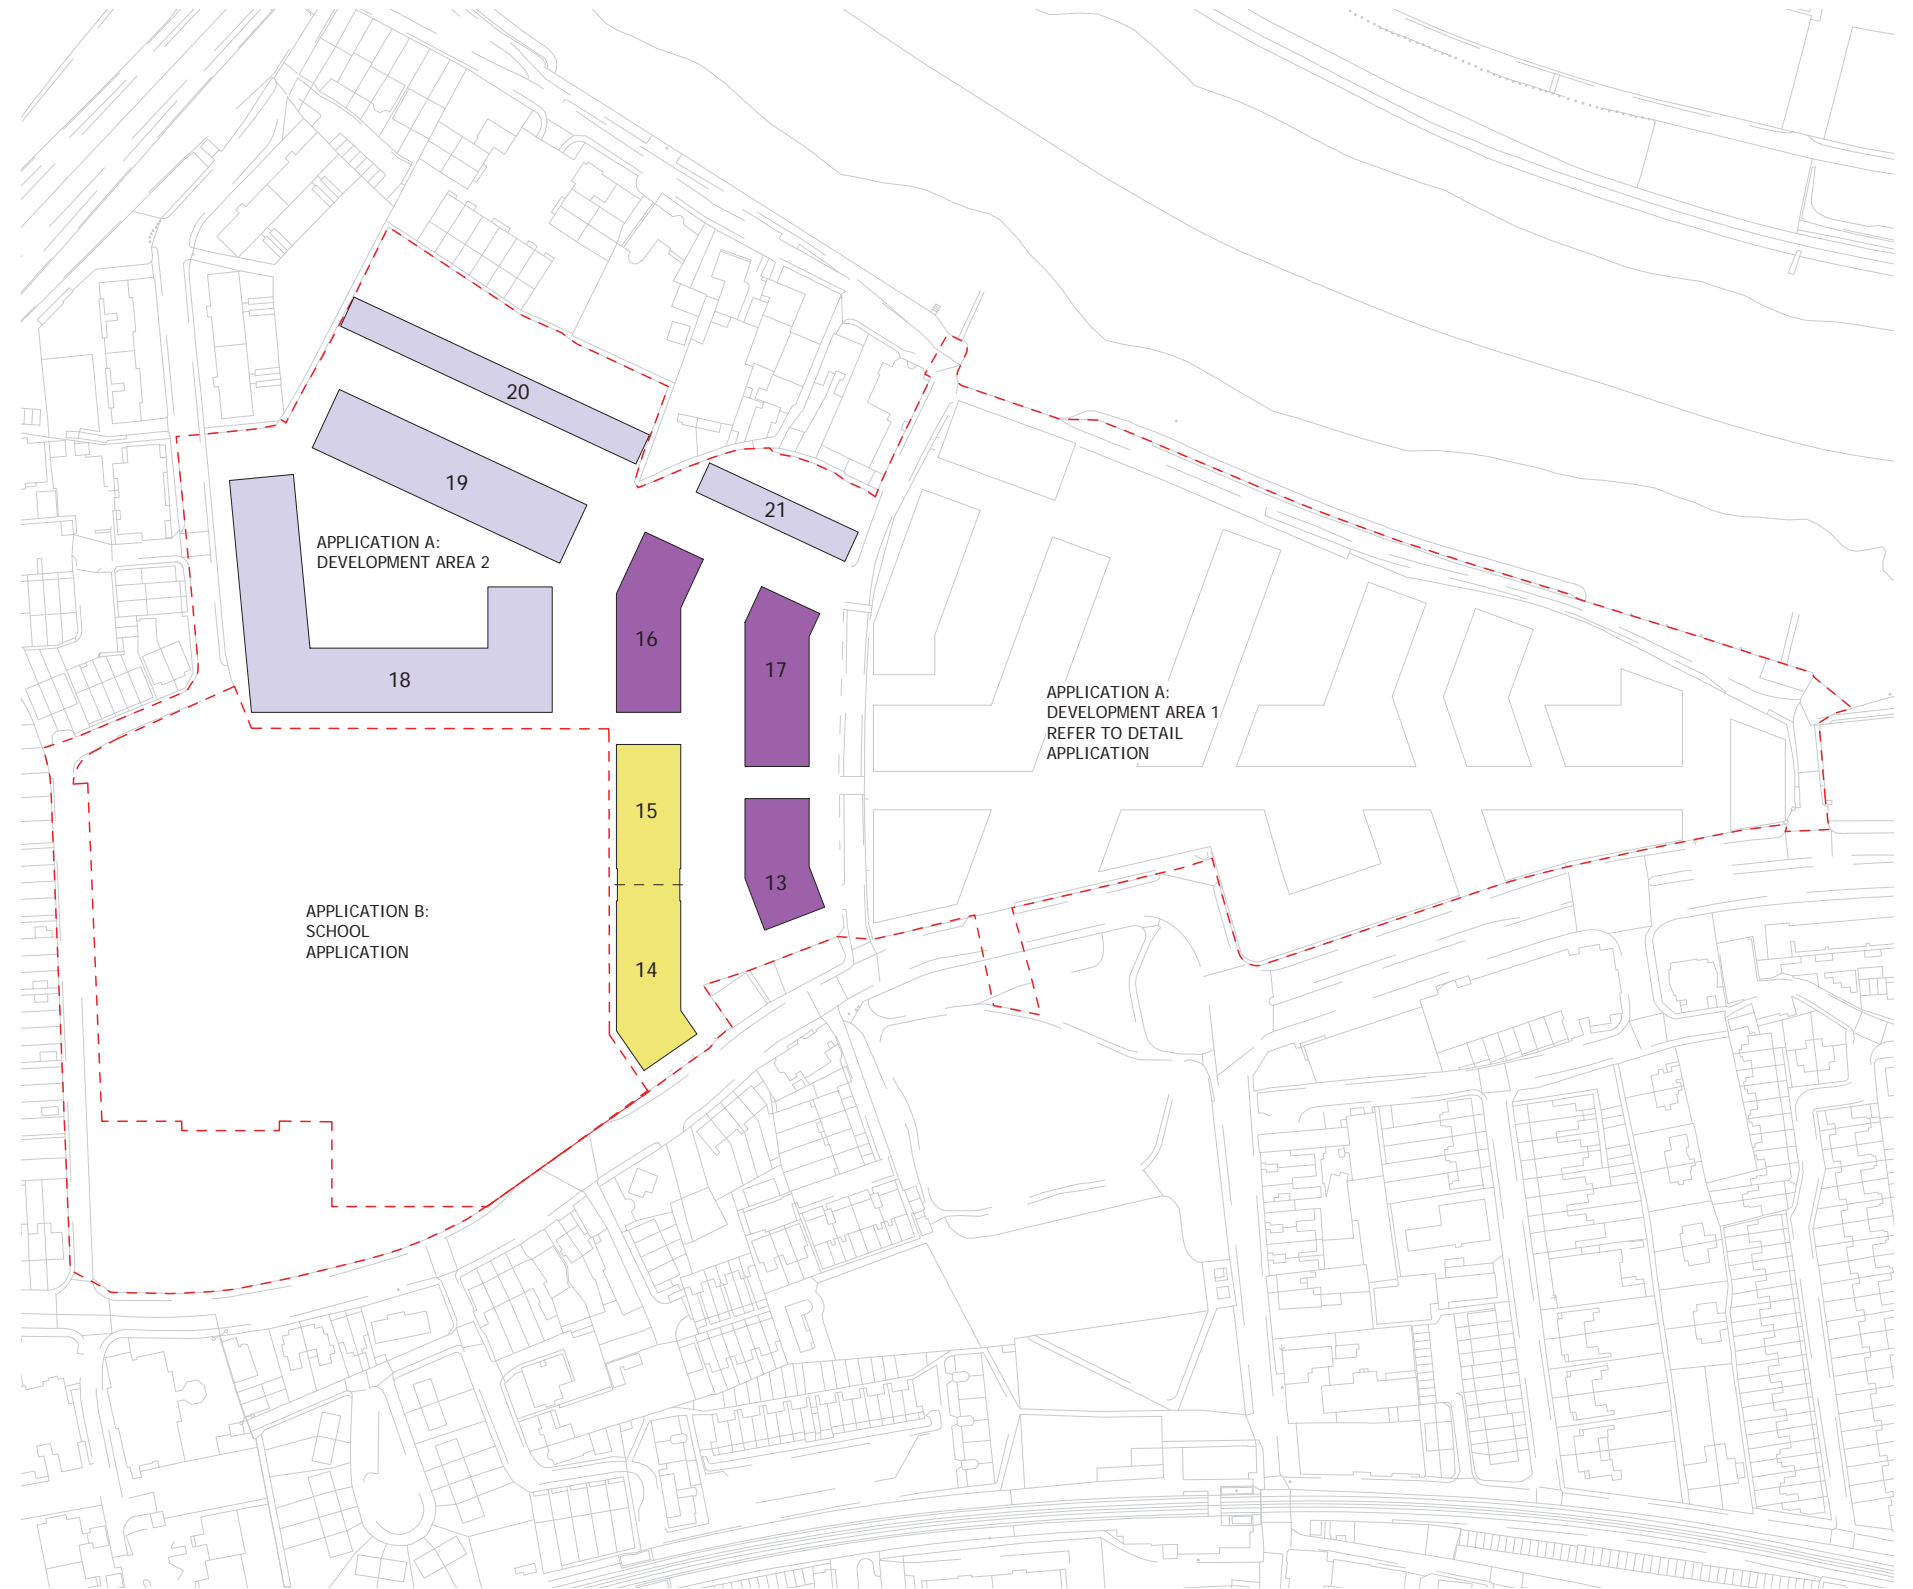 20
19
21
APPLICATION A:
DEVELOPMENT AREA 2
16
17
18
APPLICATION A:
DEVELOPMENT AREA 1
REFER TO DETAIL
APPLICATION
15
13
APPLICATION B:
SCHOOL
APPLICATION
14